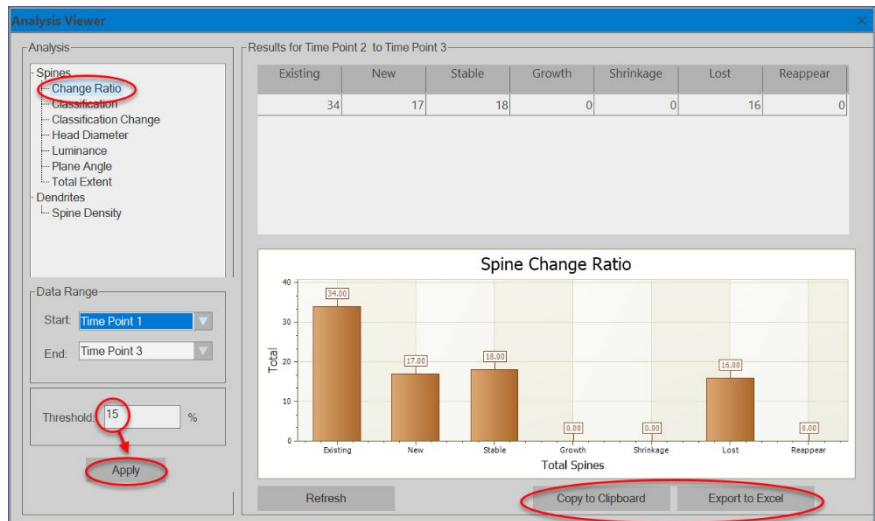 Analysis Viewer
×
Analysis
Spines
Change Ratio
Classification
Classification Change
Head Diameter
Luminance
Plane Angle
Total Extent
Dendrites
Spine Density
Data Range
Start: Time Point 1
End: Time Point 3
Threshold: 15 %
Apply
Results for Time Point 2 to Time Point 3
Existing New Stable Growth Shrinkage Lost Reappear
34 17 18 0 0 16 0
Spine Change Ratio
Total
40
30
20
10
0
34.00 17.00 18.00 0.00 0.00 16.00 0.00
Existing New Stable Growth Shrinkage Lost Reappear
Total Spines
Refresh Copy to Clipboard Export to Excel